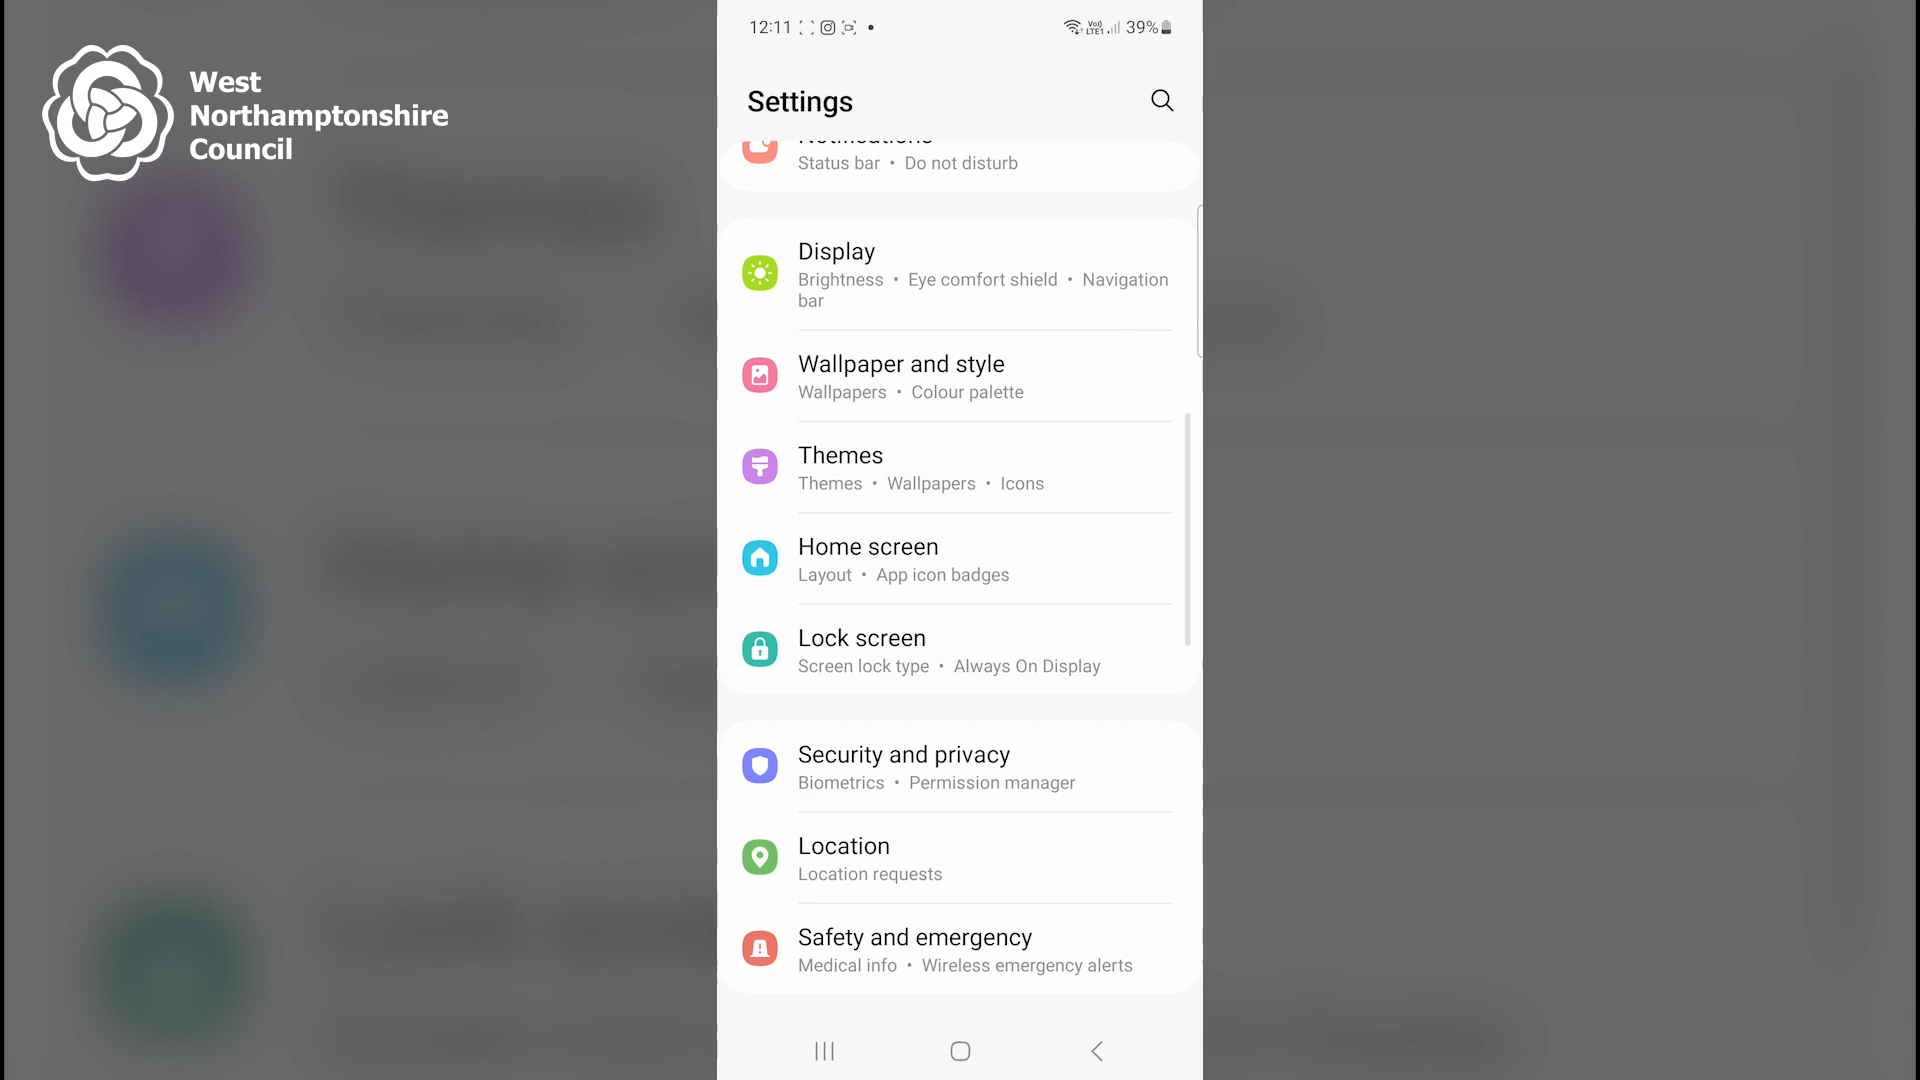 West
Northamptonshire
Council
12:11
Vo))
LTE1
39%
Settings
Notifications
Status bar • Do not disturb
Display
Brightness • Eye comfort shield • Navigation
bar
Wallpaper and style
Wallpapers • Colour palette
Themes
Themes • Wallpapers • Icons
Home screen
Layout • App icon badges
Lock screen
Screen lock type • Always On Display
Security and privacy
Biometrics • Permission manager
Location
Location requests
Safety and emergency
Medical info • Wireless emergency alerts